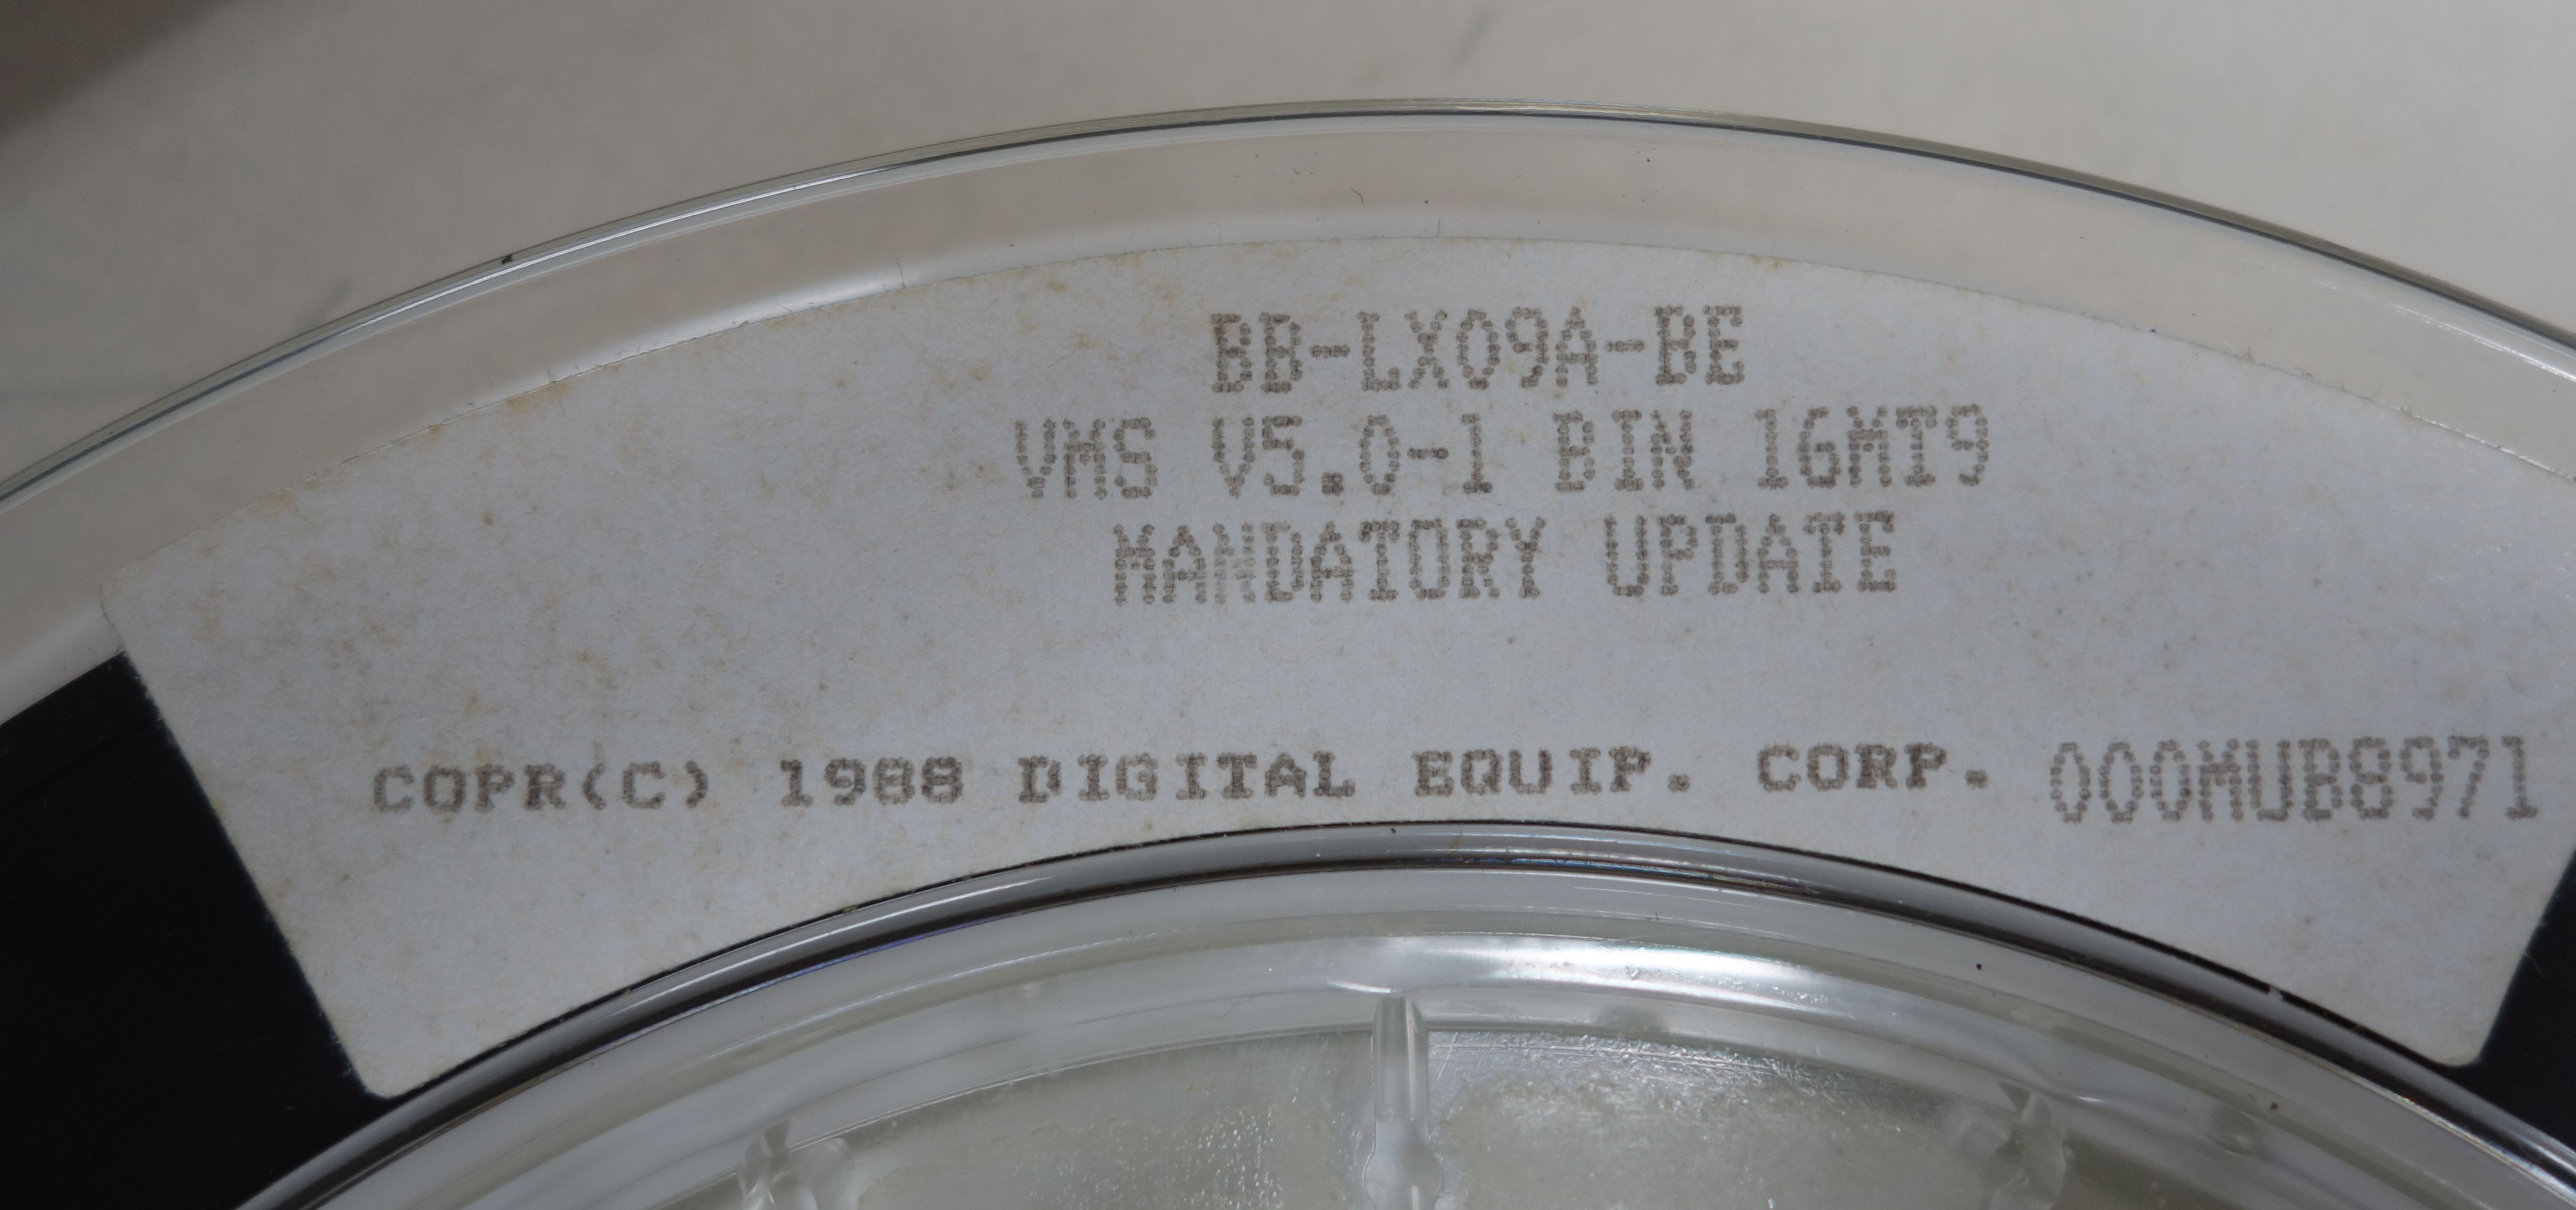 BB-LX09A-BE
VMS V5.0-1 BIN 16MT9
MANDATORY UPDATE
COPR(C) 1988 DIGITAL EQUIP. CORP. 000MUB8971